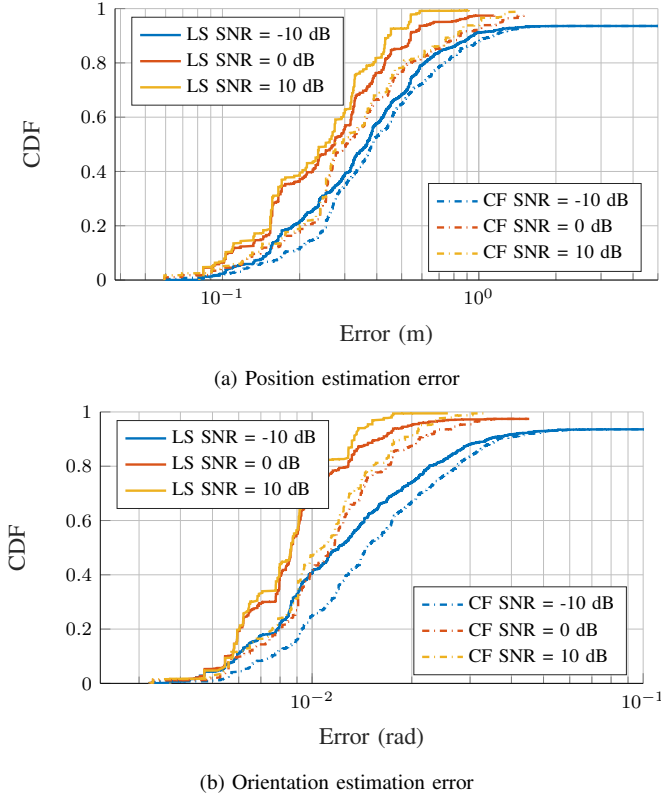 1
LS SNR = -10 dB
LS SNR = 0 dB
LS SNR = 10 dB
0.8
0.6
CDF
0.4
CF SNR = -10 dB
CF SNR = 0 dB
CF SNR = 10 dB
0.2
0
10⁻¹ 10⁰
Error (m)
(a) Position estimation error
1
LS SNR = -10 dB
LS SNR = 0 dB
LS SNR = 10 dB
0.8
0.6
CDF
0.4
CF SNR = -10 dB
CF SNR = 0 dB
CF SNR = 10 dB
0.2
0
10⁻² 10⁻¹
Error (rad)
(b) Orientation estimation error